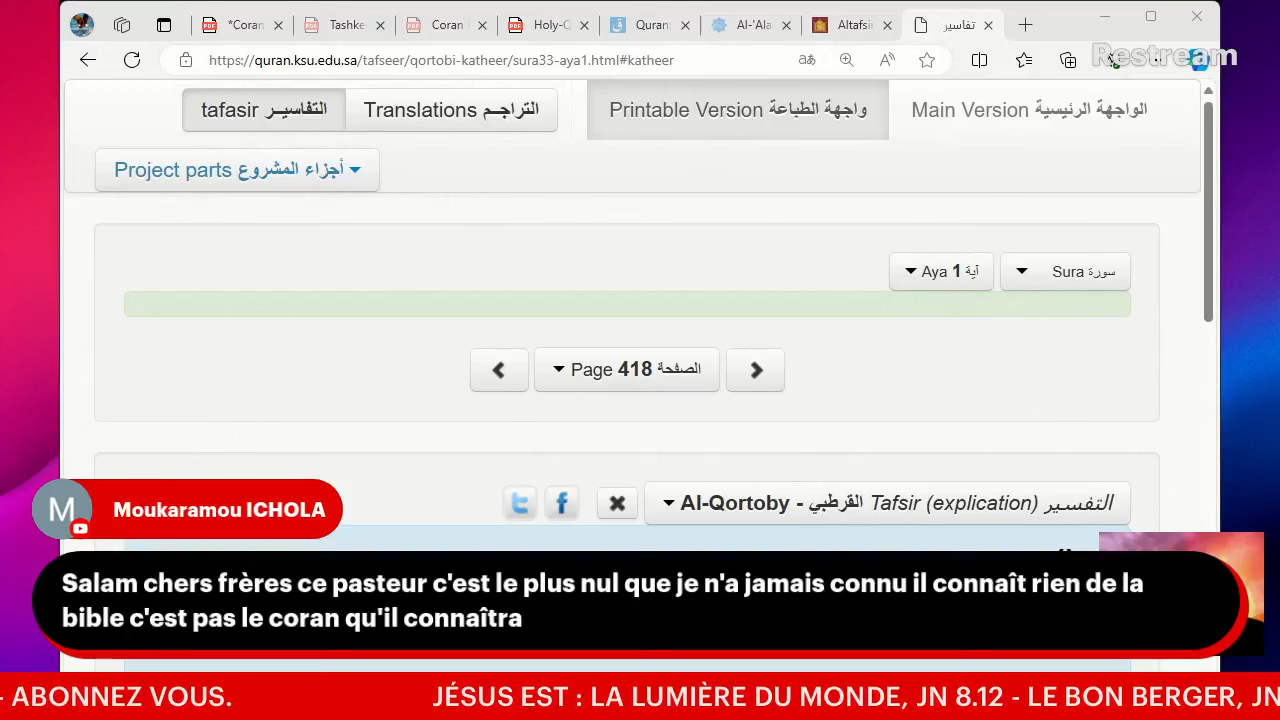 *Coran
Tashke
Coran
Holy-Q
Quran
Al-'Ala
Altafsi
تفاسير
https://quran.ksu.edu.sa/tafseer/qortobi-katheer/sura33-aya1.html#katheer
Restream
tafasir التفاسيـر
Translations التراجـم
Printable Version واجهة الطباعة
Main Version الواجهة الرئيسية
Project parts أجزاء المشروع
Aya 1 آية
Sura سورة
Page 418 الصفحة
Al-Qortoby - القرطبي Tafsir (explication) التفسـير
M
Moukaramou ICHOLA
Salam chers frères ce pasteur c'est le plus nul que je n'a jamais connu il connaît rien de la
bible c'est pas le coran qu'il connaîtra
- ABONNEZ VOUS. JÉSUS EST : LA LUMIÈRE DU MONDE, JN 8.12 - LE BON BERGER, JN